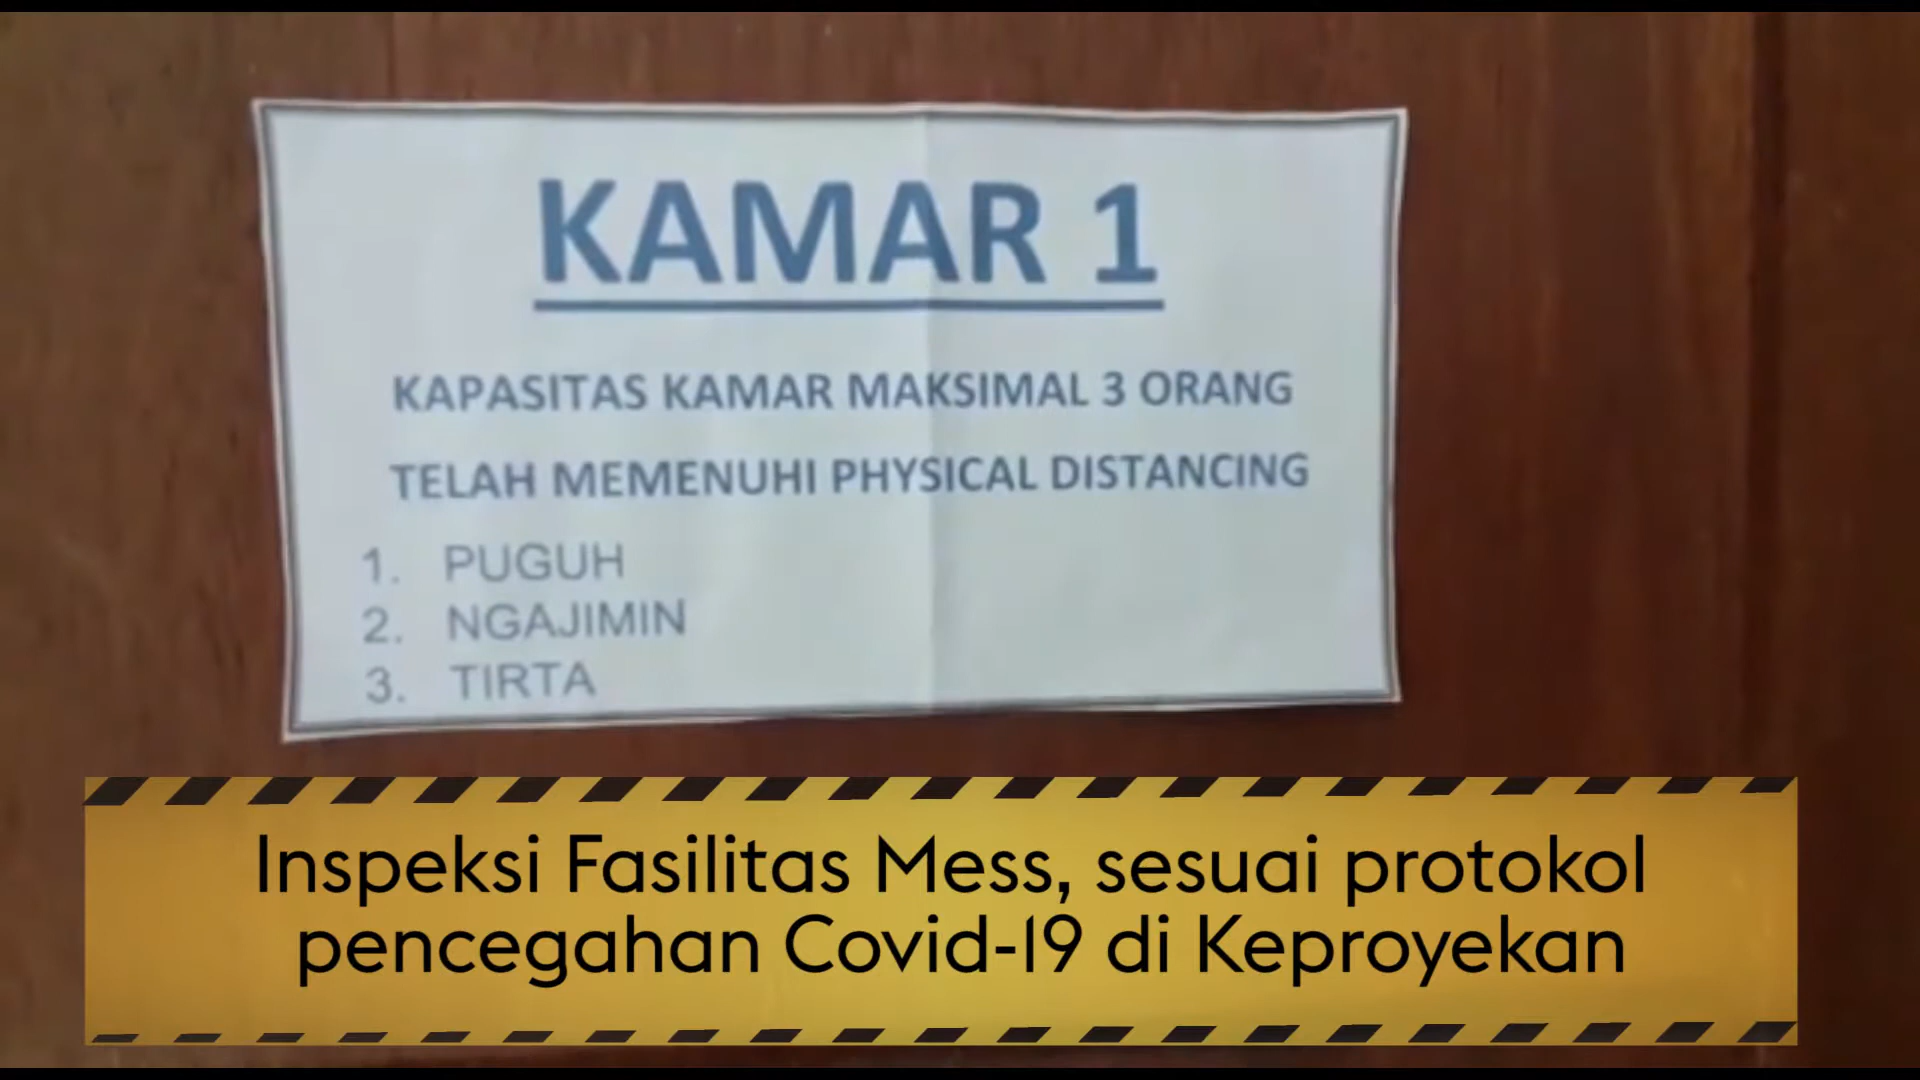 KAMAR 1
KAPASITAS KAMAR MAKSIMAL 3 ORANG
TELAH MEMENUHI PHYSICAL DISTANCING
1. PUGUH
2. NGAJIMIN
3. TIRTA
Inspeksi Fasilitas Mess, sesuai protokol
pencegahan Covid-19 di Keproyekan